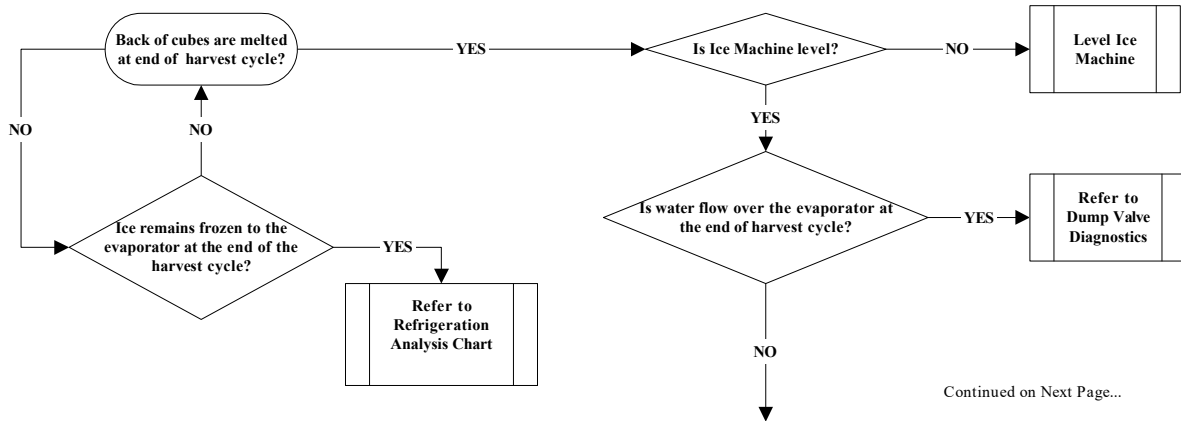 Back of cubes are melted
at end of harvest cycle?
YES
Is Ice Machine level?
NO
Level Ice
Machine
NO
NO
YES
Ice remains frozen to the
evaporator at the end of the
harvest cycle?
YES
Refer to
Refrigeration
Analysis Chart
Is water flow over the evaporator at
the end of harvest cycle?
YES
Refer to
Dump Valve
Diagnostics
NO
Continued on Next Page...